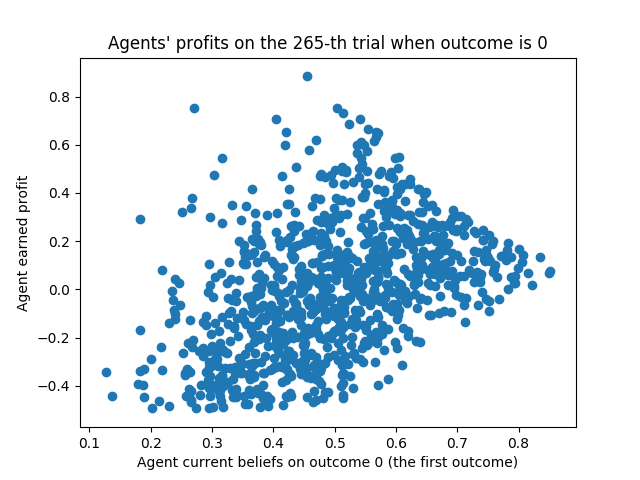 Agents' profits on the 265-th trial when outcome is 0
Agent earned profit
0.8
0.6
0.4
0.2
0.0
−0.2
−0.4
0.1 0.2 0.3 0.4 0.5 0.6 0.7 0.8
Agent current beliefs on outcome 0 (the first outcome)